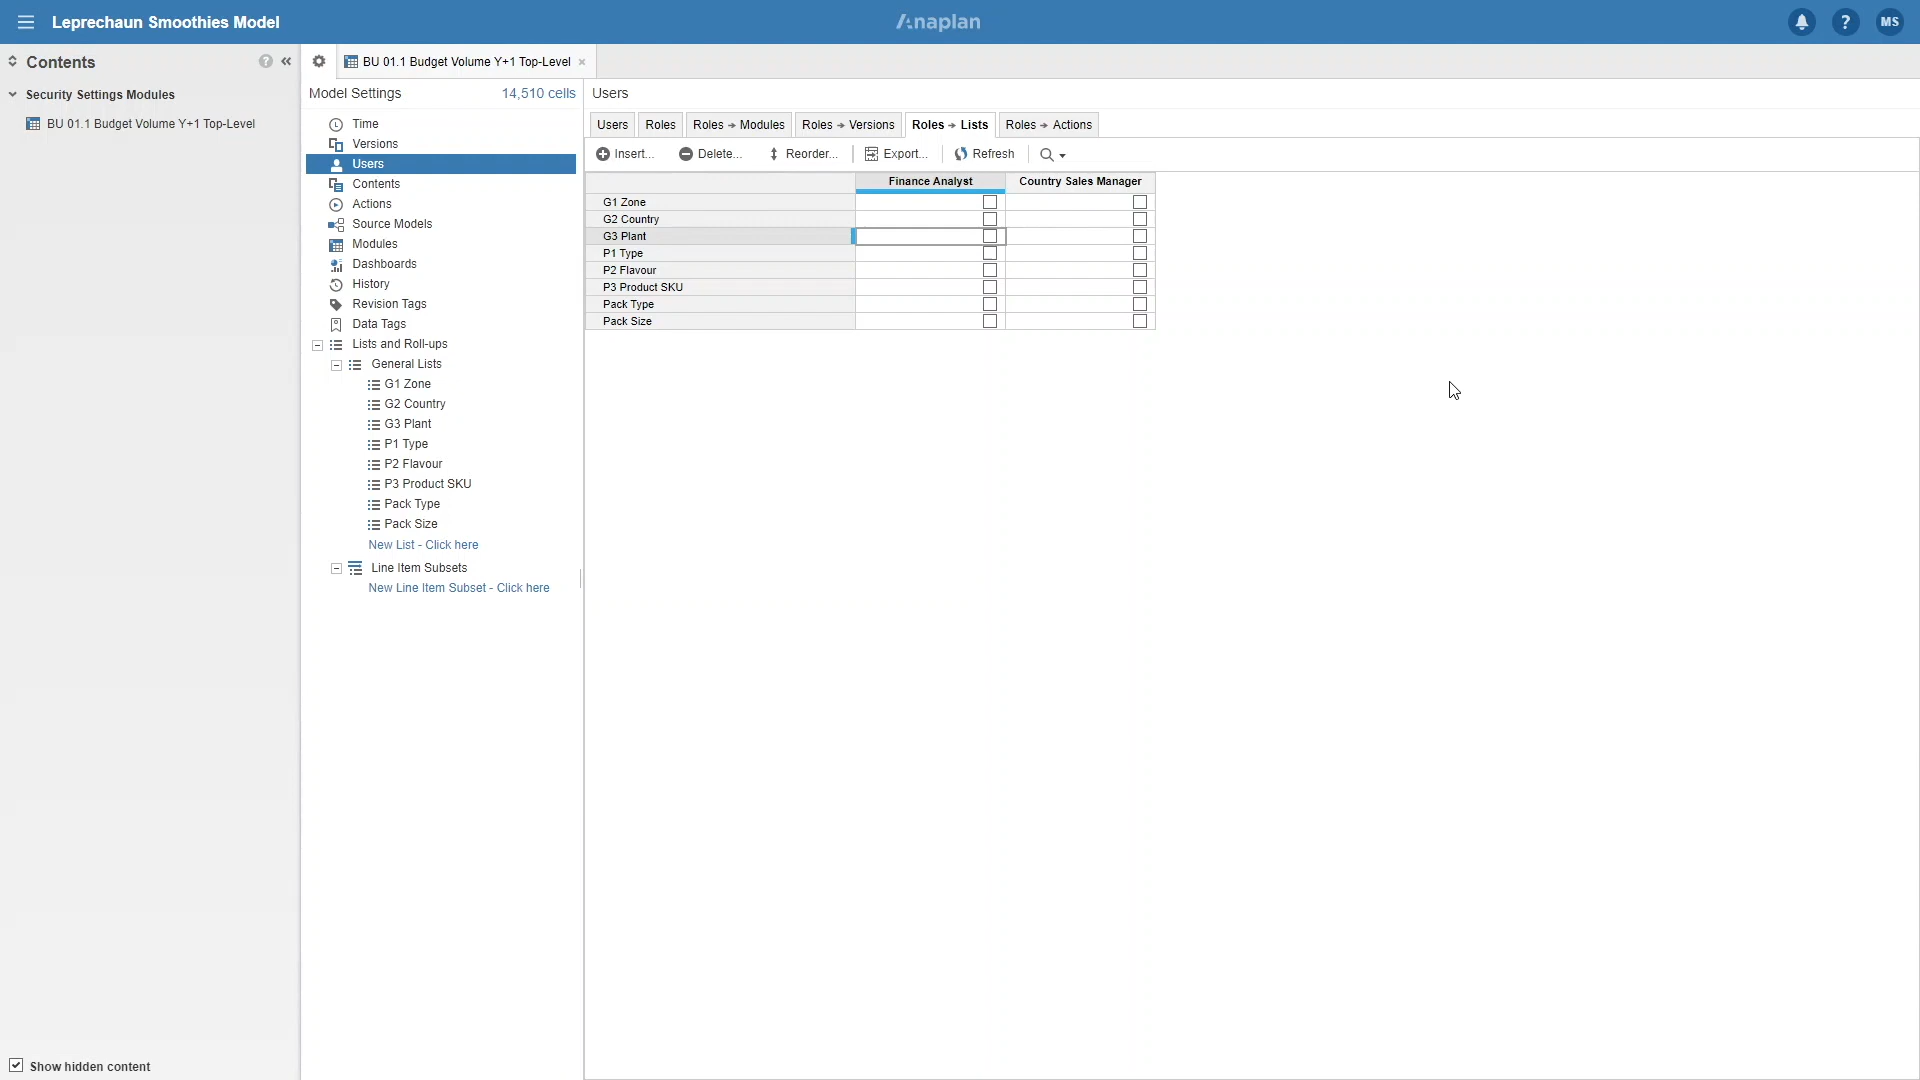 Leprechaun Smoothies Model
Anaplan
?
MS
Contents
?
Security Settings Modules
BU 01.1 Budget Volume Y+1 Top-Level
Show hidden content
BU 01.1 Budget Volume Y+1 Top-Level
Model Settings
14,510 cells
Time
Versions
Users
Contents
Actions
Source Models
Modules
Dashboards
History
Revision Tags
Data Tags
Lists and Roll-ups
General Lists
G1 Zone
G2 Country
G3 Plant
P1 Type
P2 Flavour
P3 Product SKU
Pack Type
Pack Size
New List - Click here
Line Item Subsets
New Line Item Subset - Click here
Users
Users Roles Roles → Modules Roles → Versions Roles → Lists Roles → Actions
Insert... Delete... Reorder... Export... Refresh
Finance Analyst Country Sales Manager
G1 Zone
G2 Country
G3 Plant
P1 Type
P2 Flavour
P3 Product SKU
Pack Type
Pack Size